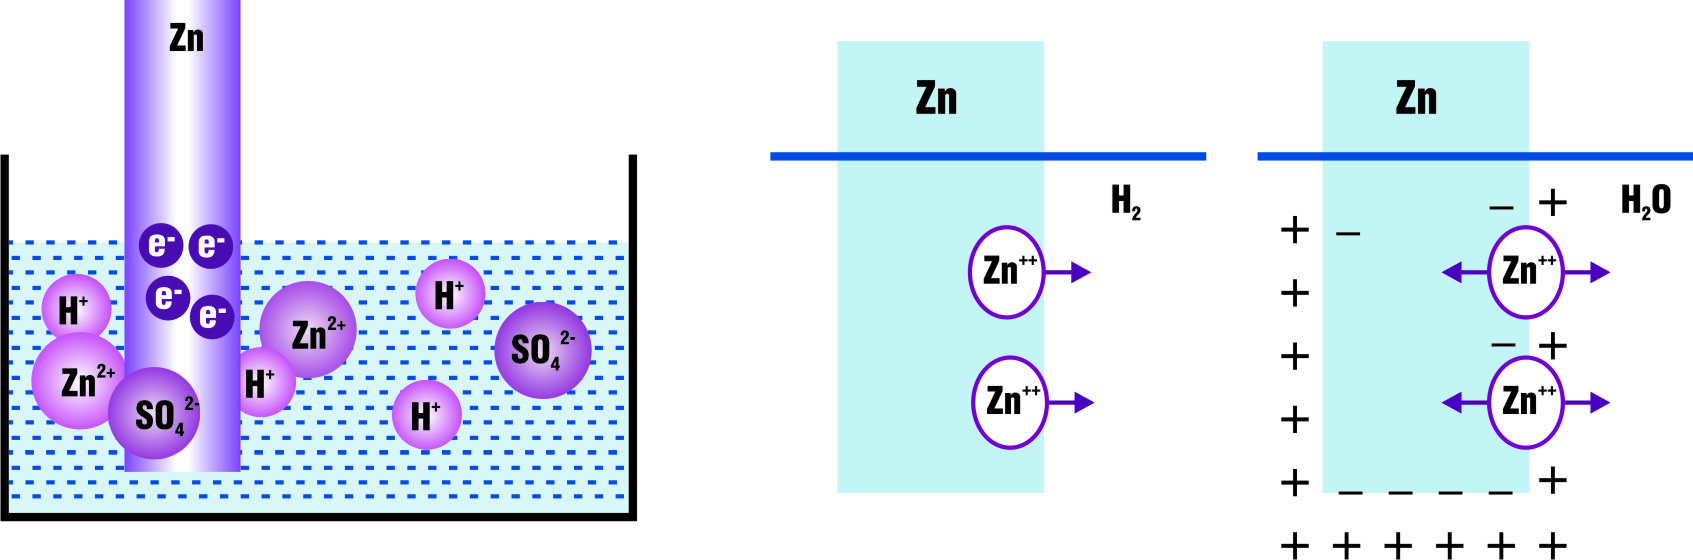 Zn
e-
e-
e-
e-
H⁺
Zn²⁺
SO₄²⁻
Zn²⁺
H⁺
H⁺
H⁺
SO₄²⁻
Zn
H₂
Zn⁺⁺
Zn⁺⁺
Zn
H₂O
− +
+ −
Zn⁺⁺
+
− +
+
Zn⁺⁺
+
+ − − − − +
+ + + + + +